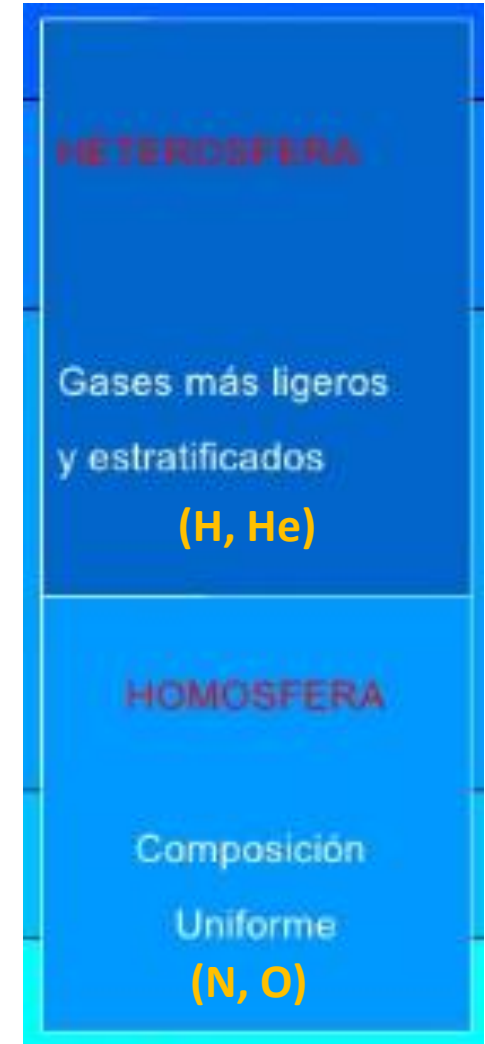 HETEROSFERA
Gases más ligeros
y estratificados
(H, He)
HOMOSFERA
Composición
Uniforme
(N, O)